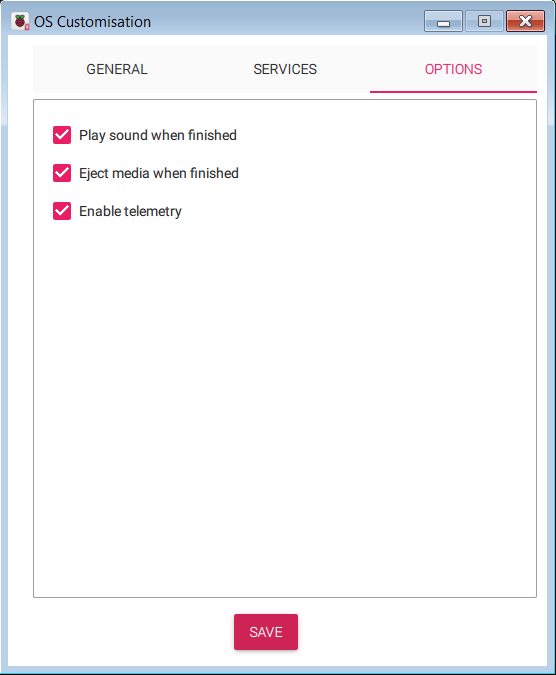 OS Customisation
GENERAL SERVICES OPTIONS
Play sound when finished
Eject media when finished
Enable telemetry
SAVE